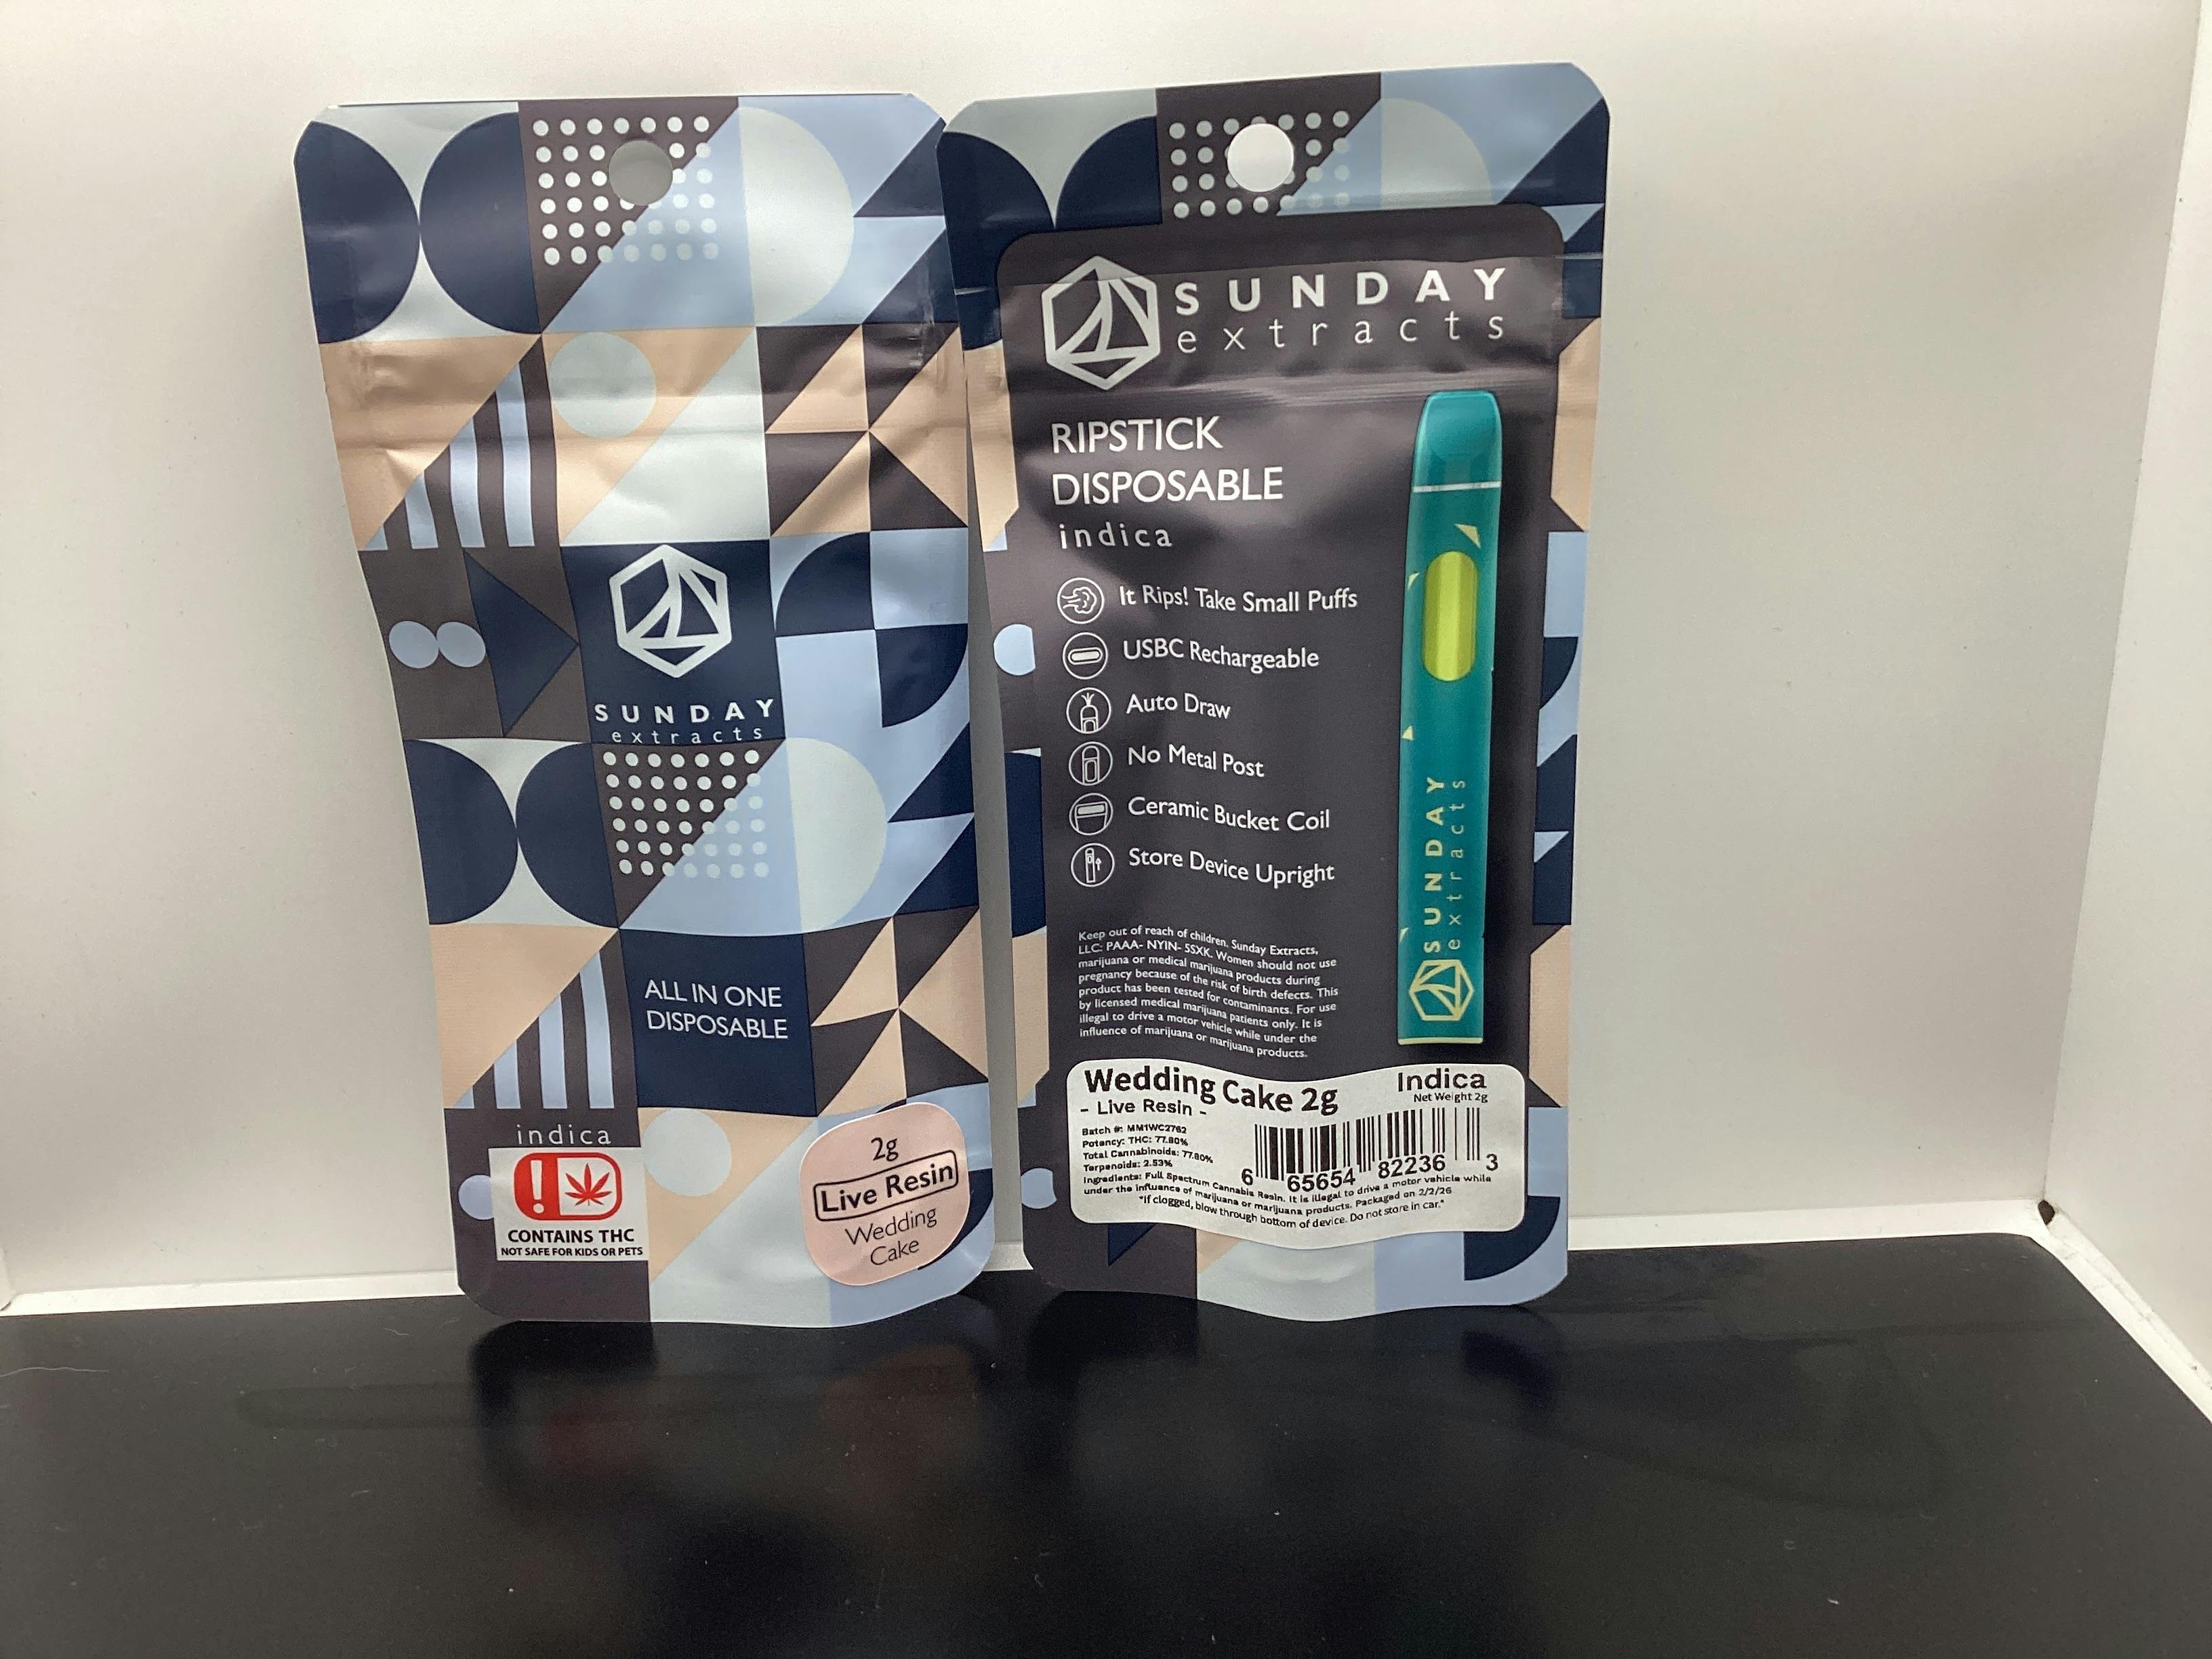 SUNDAY
extracts
ALL IN ONE
DISPOSABLE
indica
CONTAINS THC
NOT SAFE FOR KIDS OR PETS
2g
Live Resin
Wedding
Cake
SUNDAY
extracts
RIPSTICK
DISPOSABLE
indica
It Rips! Take Small Puffs
USBC Rechargeable
Auto Draw
No Metal Post
Ceramic Bucket Coil
Store Device Upright
SUNDAY
extracts
Keep out of reach of children. Sunday Extracts,
LLC: PAAA- NYIN- 5SXK. Women should not use
marijuana or medical marijuana products during
pregnancy because of the risk of birth defects. This
product has been tested for contaminants. For use
by licensed medical marijuana patients only. It is
illegal to drive a motor vehicle while under the
influence of marijuana or marijuana products.
Wedding Cake 2g
Indica
- Live Resin -
Net Weight 2g
Batch #: MM1WC2762
Potency: THC: 77.80%
Total Cannabinoids: 77.80%
Terpenoids: 2.53%
6 65654 82236 3
Ingredients: Full Spectrum Cannabis Resin. It is illegal to drive a motor vehicle while
under the influence of marijuana or marijuana products. Packaged on 2/2/26
*If clogged, blow through bottom of device. Do not store in car.*